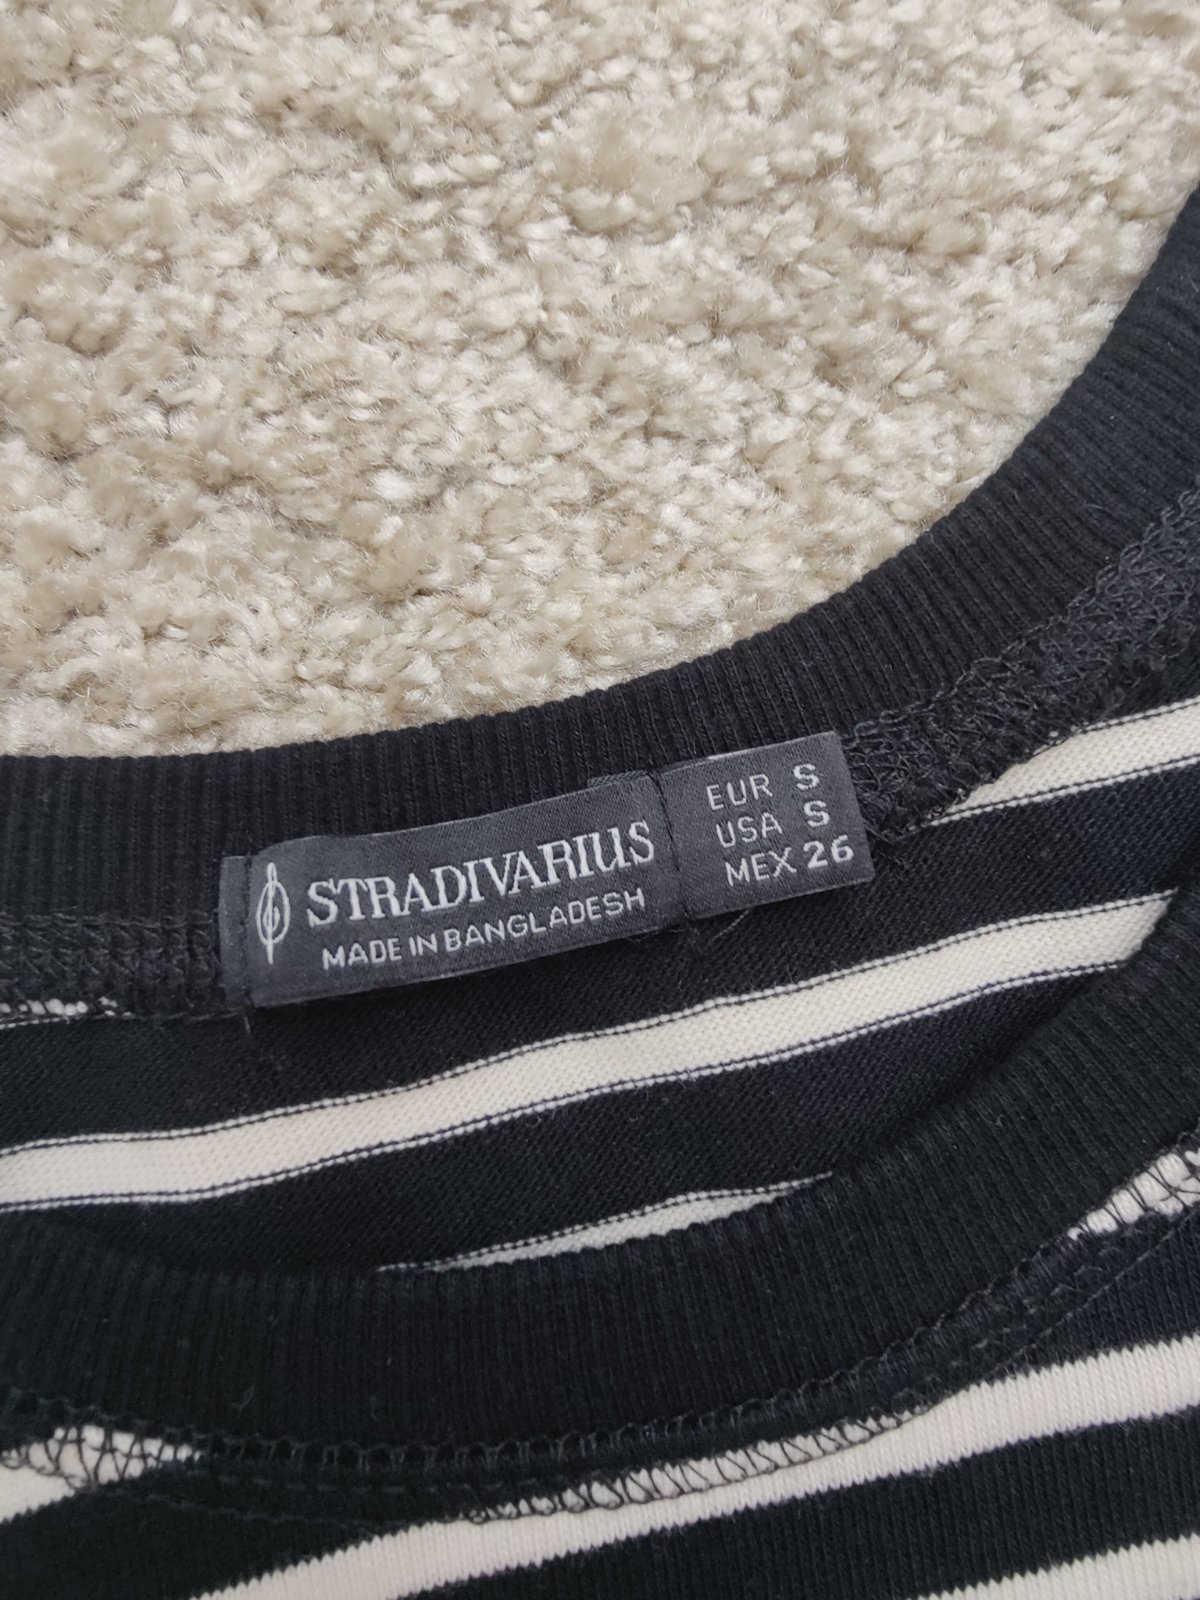 STRADIVARIUS
MADE IN BANGLADESH
EUR S
USA S
MEX 26